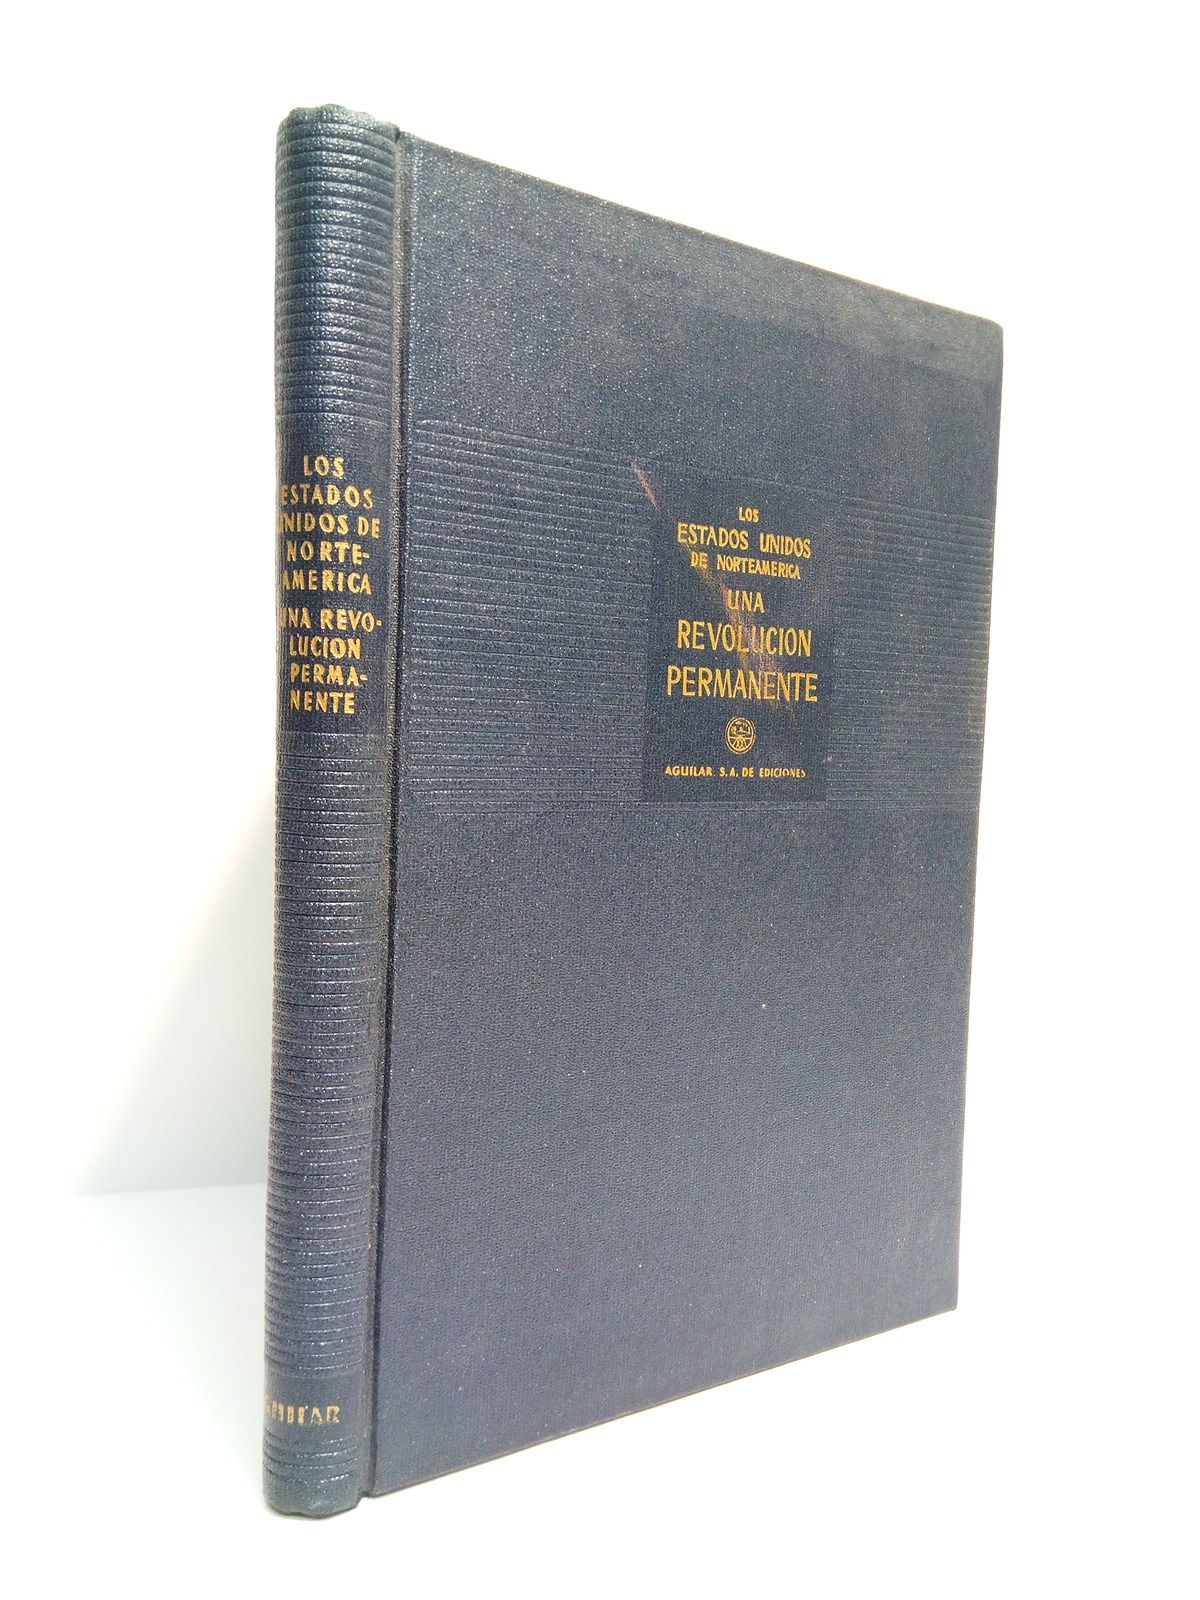 LOS
ESTADOS
UNIDOS DE
NORTE-
AMERICA
UNA REVO-
LUCION
PERMA-
NENTE
AGUILAR
LOS
ESTADOS UNIDOS
DE NORTEAMERICA
UNA
REVOLUCION
PERMANENTE
AGUILAR S.A. DE EDICIONES